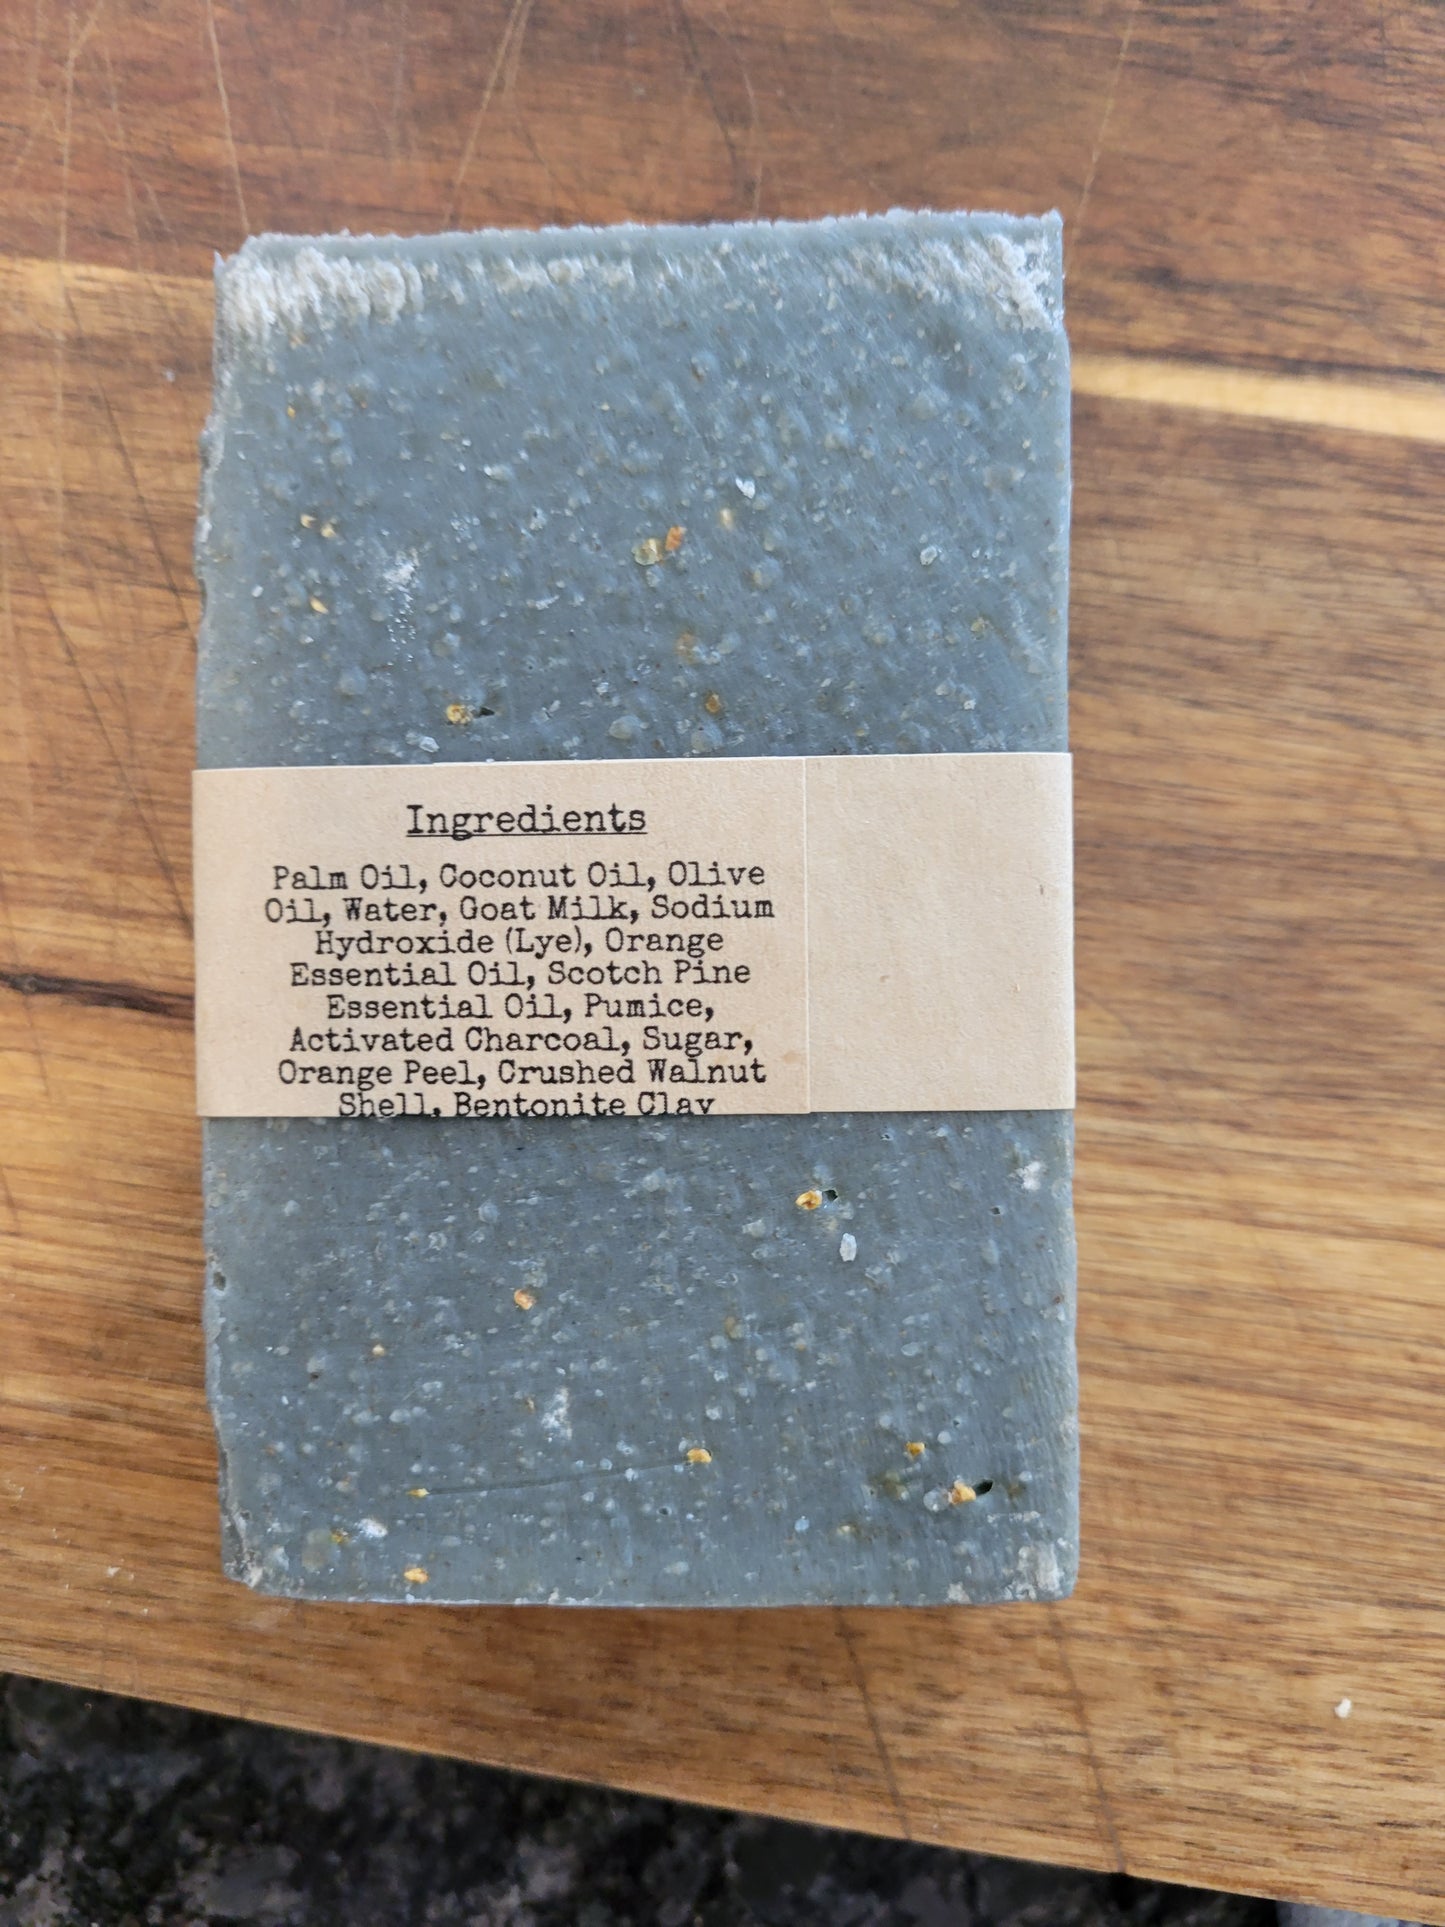 Ingredients
Palm Oil, Coconut Oil, Olive
Oil, Water, Goat Milk, Sodium
Hydroxide (Lye), Orange
Essential Oil, Scotch Pine
Essential Oil, Pumice,
Activated Charcoal, Sugar,
Orange Peel, Crushed Walnut
Shell, Bentonite Clay